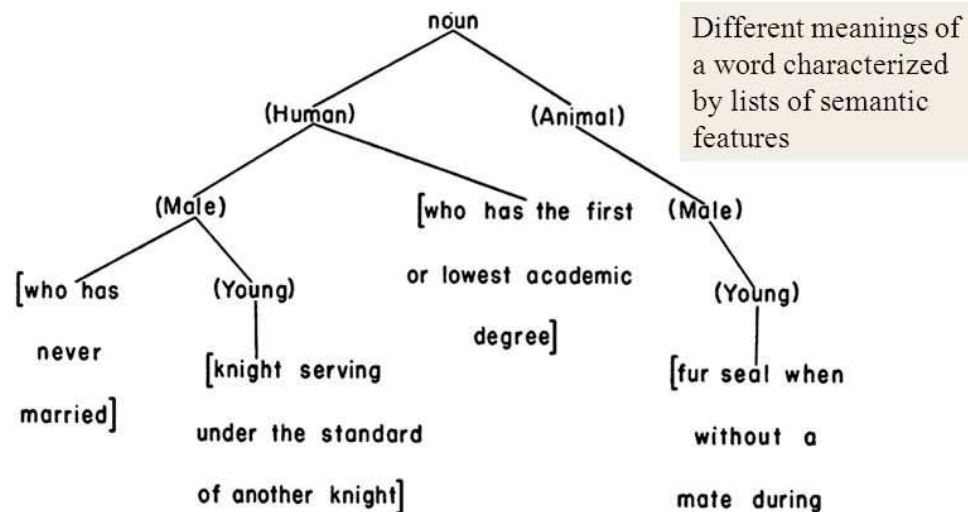 noun
Different meanings of
a word characterized
by lists of semantic
features
(Human)
(Animal)
(Male)
[who has the first
or lowest academic
degree]
(Male)
[who has
never
married]
(Young)
[knight serving
under the standard
of another knight]
(Young)
[fur seal when
without a
mate during